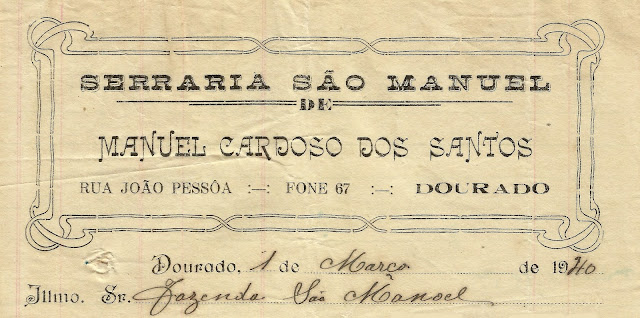 SERRARIA SÃO MANUEL
DE
MANUEL CARDOSO DOS SANTOS
RUA JOÃO PESSÔA :—: FONE 67 :—: DOURADO
Dourado, 1 de Março de 1940
Illmo. Sr. Fazenda São Manoel